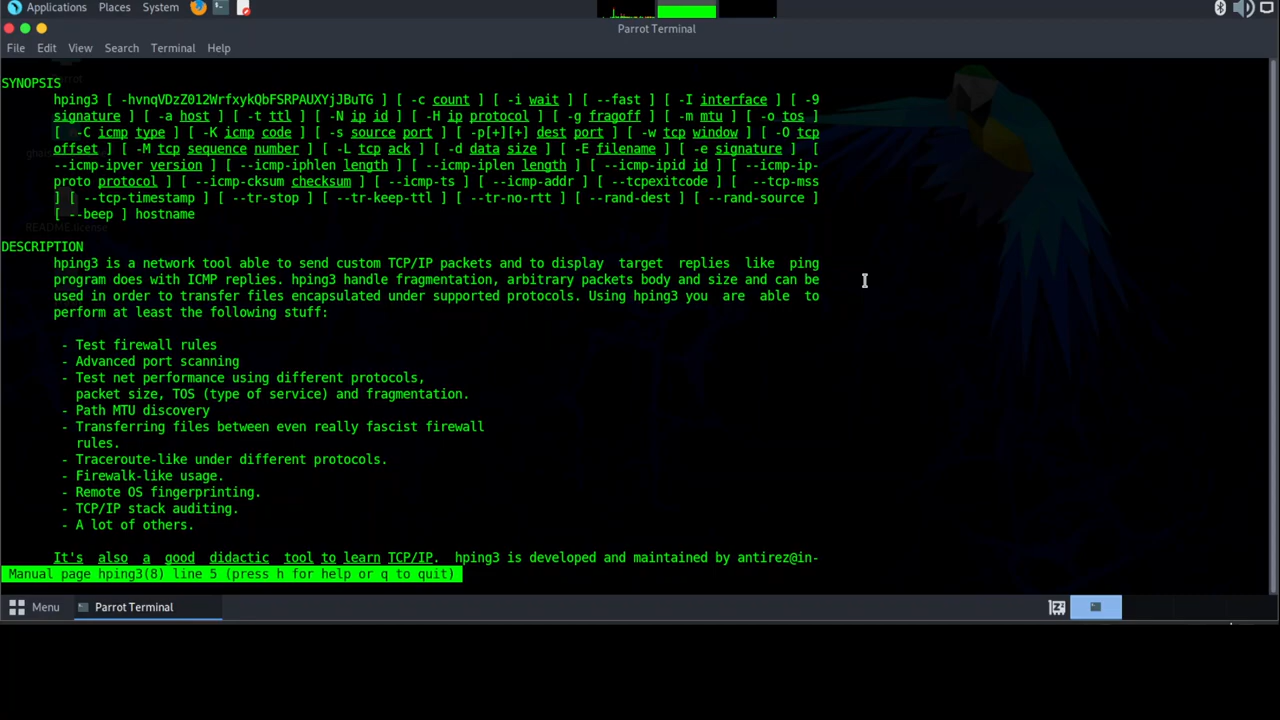 Applications Places System
Parrot Terminal
File Edit View Search Terminal Help
SYNOPSIS
hping3 [ -hvnqVDzZ012WrfxykQbFSRPAUXYjJBuTG ] [ -c count ] [ -i wait ] [ --fast ] [ -I interface ] [ -9
signature ] [ -a host ] [ -t ttl ] [ -N ip id ] [ -H ip protocol ] [ -g fragoff ] [ -m mtu ] [ -o tos ]
[ -C icmp type ] [ -K icmp code ] [ -s source port ] [ -p[+][+] dest port ] [ -w tcp window ] [ -O tcp
offset ] [ -M tcp sequence number ] [ -L tcp ack ] [ -d data size ] [ -E filename ] [ -e signature ] [
--icmp-ipver version ] [ --icmp-iphlen length ] [ --icmp-iplen length ] [ --icmp-ipid id ] [ --icmp-ip-
proto protocol ] [ --icmp-cksum checksum ] [ --icmp-ts ] [ --icmp-addr ] [ --tcpexitcode ] [ --tcp-mss
] [ --tcp-timestamp ] [ --tr-stop ] [ --tr-keep-ttl ] [ --tr-no-rtt ] [ --rand-dest ] [ --rand-source ]
[ --beep ] hostname
README.license
DESCRIPTION
hping3 is a network tool able to send custom TCP/IP packets and to display target replies like ping
program does with ICMP replies. hping3 handle fragmentation, arbitrary packets body and size and can be
used in order to transfer files encapsulated under supported protocols. Using hping3 you are able to
perform at least the following stuff:
- Test firewall rules
- Advanced port scanning
- Test net performance using different protocols,
packet size, TOS (type of service) and fragmentation.
- Path MTU discovery
- Transferring files between even really fascist firewall
rules.
- Traceroute-like under different protocols.
- Firewalk-like usage.
- Remote OS fingerprinting.
- TCP/IP stack auditing.
- A lot of others.
It's also a good didactic tool to learn TCP/IP. hping3 is developed and maintained by antirez@in-
Manual page hping3(8) line 5 (press h for help or q to quit)
Menu Parrot Terminal